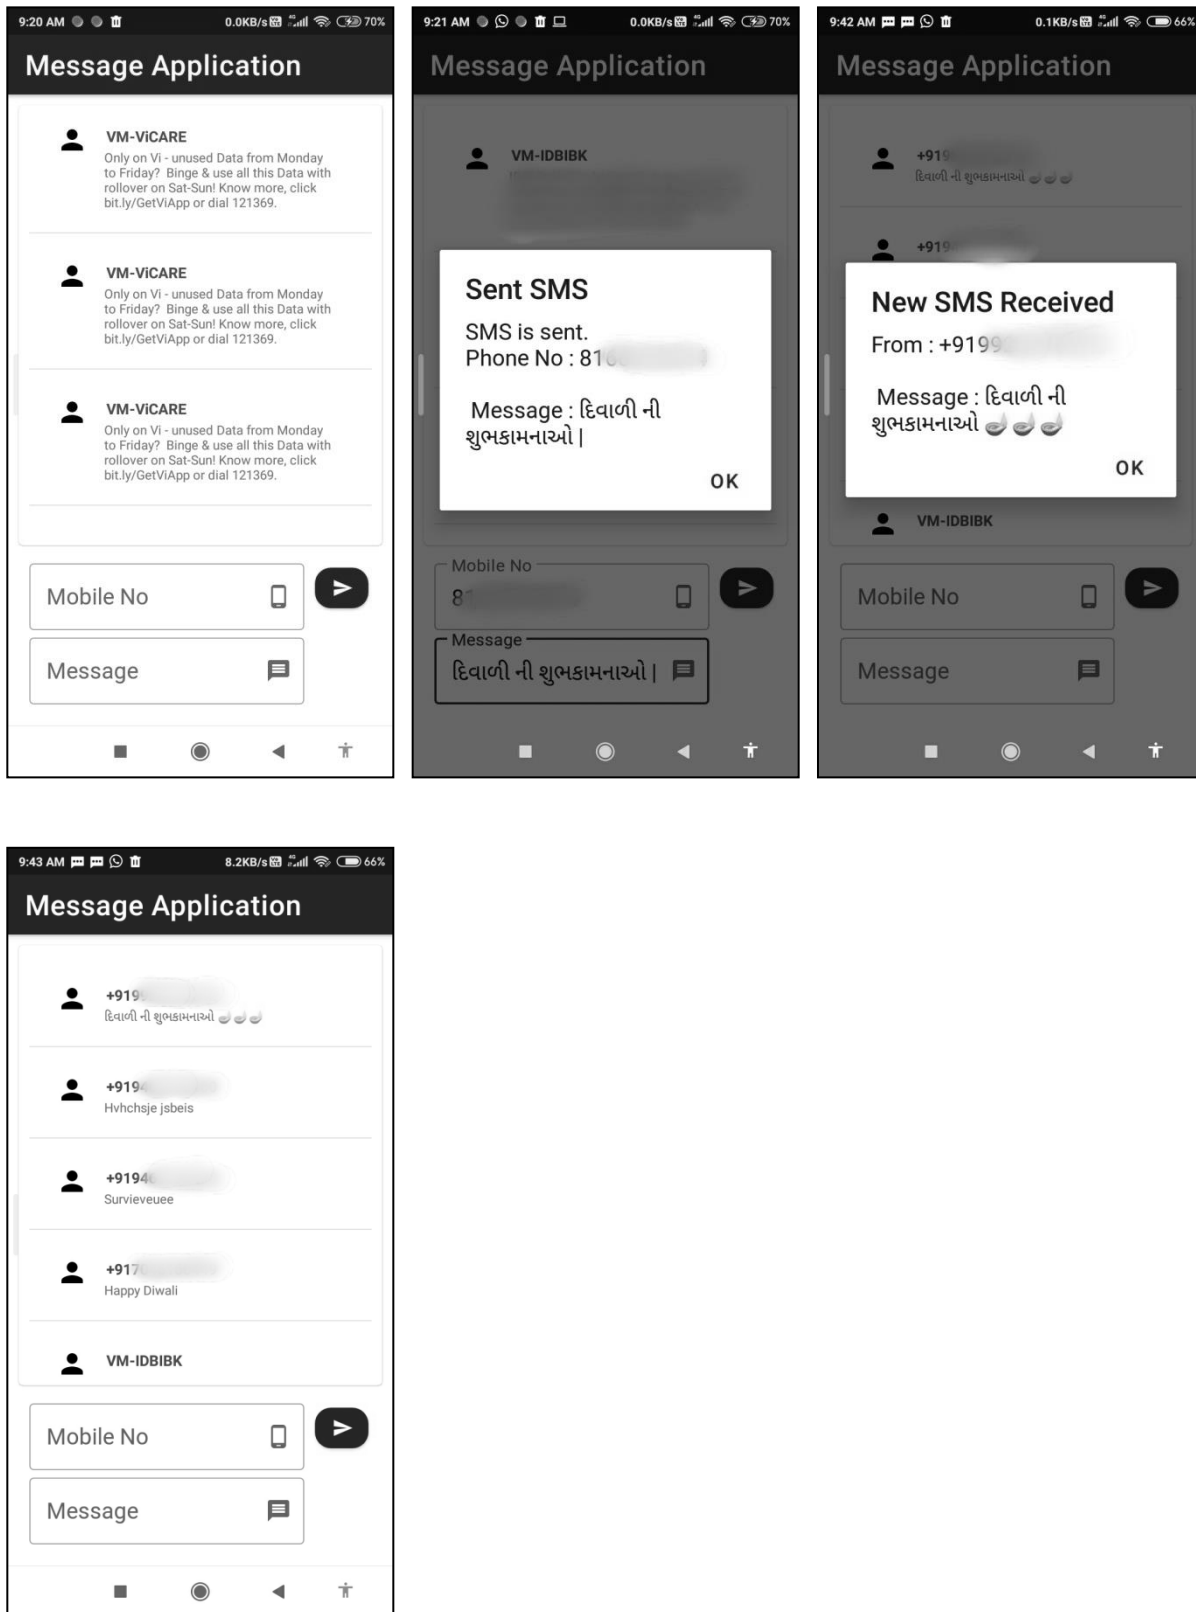 9:20 AM 0.0KB/s 70%
Message Application
VM-ViCARE
Only on Vi - unused Data from Monday
to Friday? Binge & use all this Data with
rollover on Sat-Sun! Know more, click
bit.ly/GetViApp or dial 121369.
VM-ViCARE
Only on Vi - unused Data from Monday
to Friday? Binge & use all this Data with
rollover on Sat-Sun! Know more, click
bit.ly/GetViApp or dial 121369.
VM-ViCARE
Only on Vi - unused Data from Monday
to Friday? Binge & use all this Data with
rollover on Sat-Sun! Know more, click
bit.ly/GetViApp or dial 121369.
Mobile No
Message
9:21 AM 0.0KB/s 70%
Message Application
VM-IDBIBK
Sent SMS
SMS is sent.
Phone No : 81
Message : દિવાળી ની
શુભકામનાઓ |
OK
Mobile No
8
Message
દિવાળી ની શુભકામનાઓ |
9:42 AM 0.1KB/s 66%
Message Application
+919
દિવાળી ની શુભકામનાઓ 🪔🪔🪔
+919
New SMS Received
From : +9199
Message : દિવાળી ની
શુભકામનાઓ 🪔🪔🪔
OK
VM-IDBIBK
Mobile No
Message
9:43 AM 8.2KB/s 66%
Message Application
+919
દિવાળી ની શુભકામનાઓ 🪔🪔🪔
+919
Hvhchsje jsbeis
+9194
Survieveuee
+917
Happy Diwali
VM-IDBIBK
Mobile No
Message